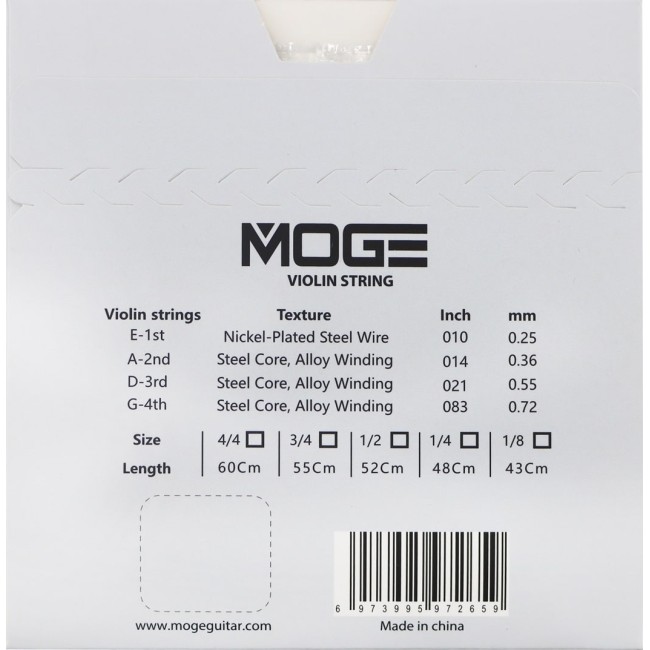 MOGE
VIOLIN STRING
Violin strings Texture Inch mm
E-1st Nickel-Plated Steel Wire 010 0.25
A-2nd Steel Core, Alloy Winding 014 0.36
D-3rd Steel Core, Alloy Winding 021 0.55
G-4th Steel Core, Alloy Winding 083 0.72
Size 4/4 3/4 1/2 1/4 1/8
Length 60Cm 55Cm 52Cm 48Cm 43Cm
6 973995 972659
www.mogeguitar.com Made in china